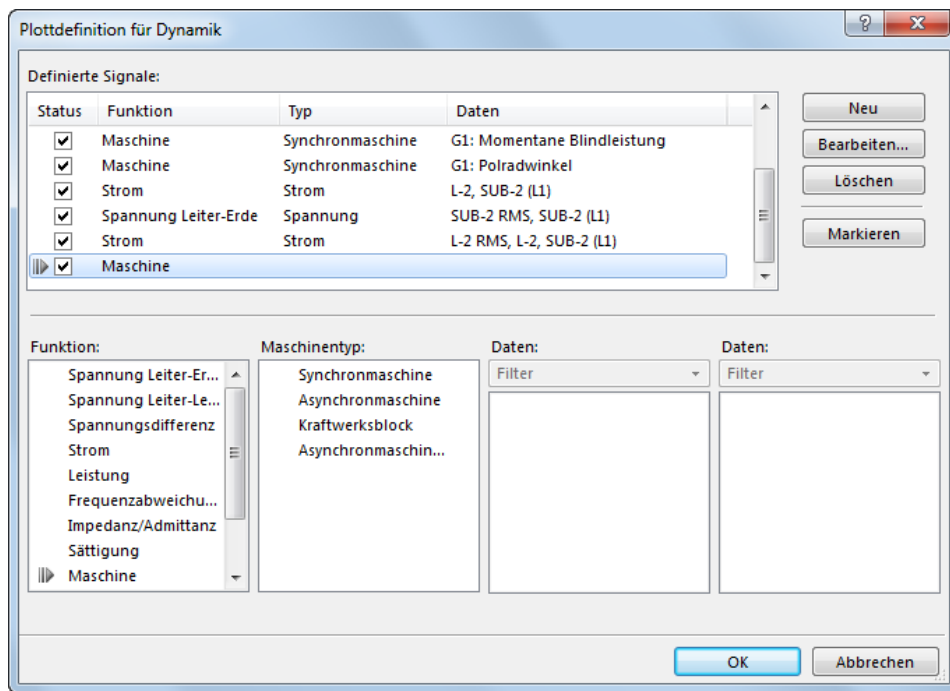 Plottdefinition für Dynamik
Definierte Signale:
Status Funktion Typ Daten
Maschine Synchronmaschine G1: Momentane Blindleistung
Maschine Synchronmaschine G1: Polradwinkel
Strom Strom L-2, SUB-2 (L1)
Spannung Leiter-Erde Spannung SUB-2 RMS, SUB-2 (L1)
Strom Strom L-2 RMS, L-2, SUB-2 (L1)
Maschine
Neu
Bearbeiten...
Löschen
Markieren
Funktion:
Spannung Leiter-Er...
Spannung Leiter-Le...
Spannungsdifferenz
Strom
Leistung
Frequenzabweichu...
Impedanz/Admittanz
Sättigung
Maschine
Maschinentyp:
Synchronmaschine
Asynchronmaschine
Kraftwerksblock
Asynchronmaschin...
Daten:
Filter
Daten:
Filter
OK
Abbrechen